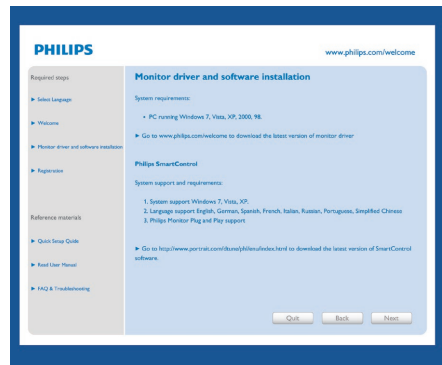 PHILIPS
www.philips.com/welcome
Required steps
► Select Language
► Welcome
► Monitor driver and software installation
► Registration
Reference materials
► Quick Setup Guide
► Read User Manual
► FAQ & Troubleshooting
Monitor driver and software installation
System requirements:
• PC running Windows 7, Vista, XP, 2000, 98.
► Go to www.philips.com/welcome to download the latest version of monitor driver
Philips SmartControl
System support and requirements:
1. System support Windows 7, Vista, XP.
2. Language support English, German, Spanish, French, Italian, Russian, Portuguese, Simplified Chinese
3. Philips Monitor Plug and Play support
► Go to http://www.portrait.com/dtune/phl/enu/index.html to download the latest version of SmartControl
software.
Quit
Back
Next